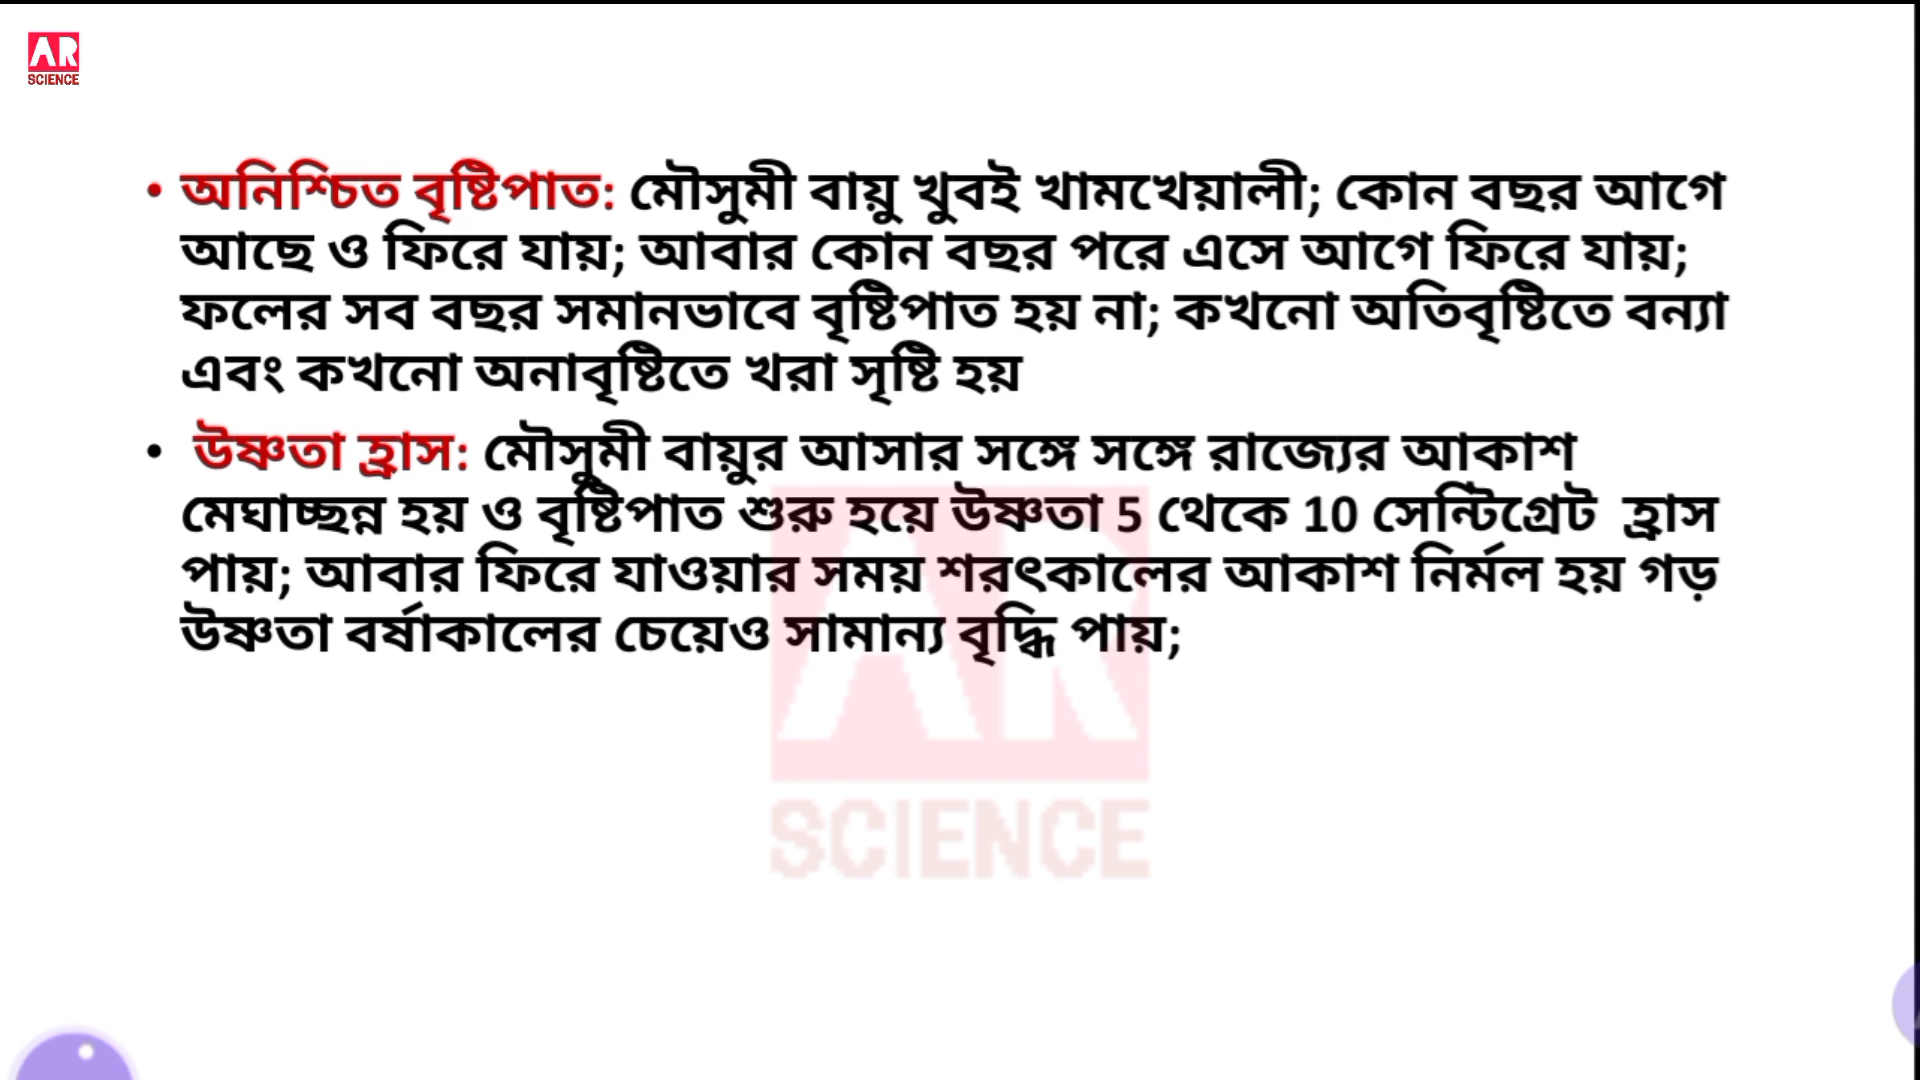 AR
SCIENCE
• অনিশ্চিত বৃষ্টিপাত: মৌসুমী বায়ু খুবই খামখেয়ালী; কোন বছর আগে
আছে ও ফিরে যায়; আবার কোন বছর পরে এসে আগে ফিরে যায়;
ফলের সব বছর সমানভাবে বৃষ্টিপাত হয় না; কখনো অতিবৃষ্টিতে বন্যা
এবং কখনো অনাবৃষ্টিতে খরা সৃষ্টি হয়
• উষ্ণতা হ্রাস: মৌসুমী বায়ুর আসার সঙ্গে সঙ্গে রাজ্যের আকাশ
মেঘাচ্ছন্ন হয় ও বৃষ্টিপাত শুরু হয়ে উষ্ণতা 5 থেকে 10 সেন্টিগ্রেট হ্রাস
পায়; আবার ফিরে যাওয়ার সময় শরৎকালের আকাশ নির্মল হয় গড়
উষ্ণতা বর্ষাকালের চেয়েও সামান্য বৃদ্ধি পায়;
AR
SCIENCE